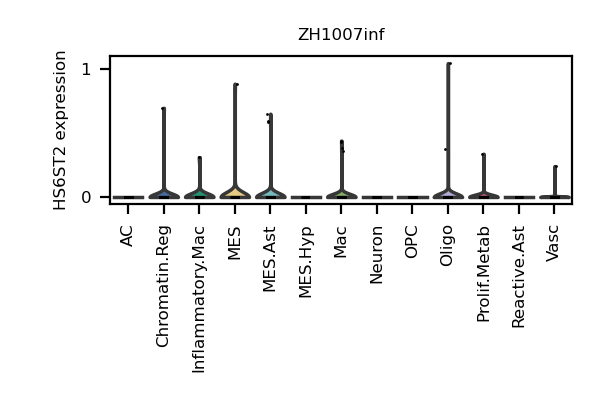 ZH1007inf
HS6ST2 expression
1
0
AC
Chromatin.Reg
Inflammatory.Mac
MES
MES.Ast
MES.Hyp
Mac
Neuron
OPC
Oligo
Prolif.Metab
Reactive.Ast
Vasc